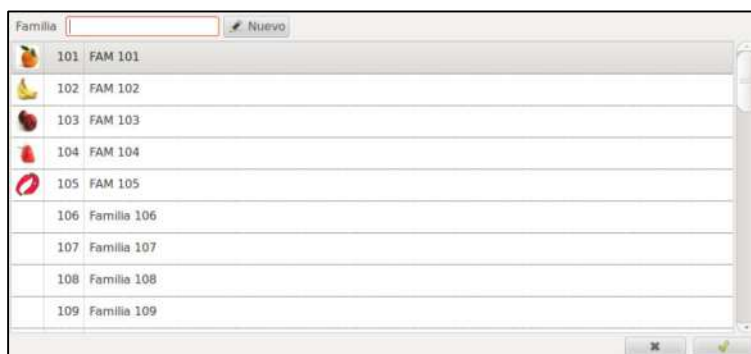 Familia Nuevo
101 FAM 101
102 FAM 102
103 FAM 103
104 FAM 104
105 FAM 105
106 Familia 106
107 Familia 107
108 Familia 108
109 Familia 109